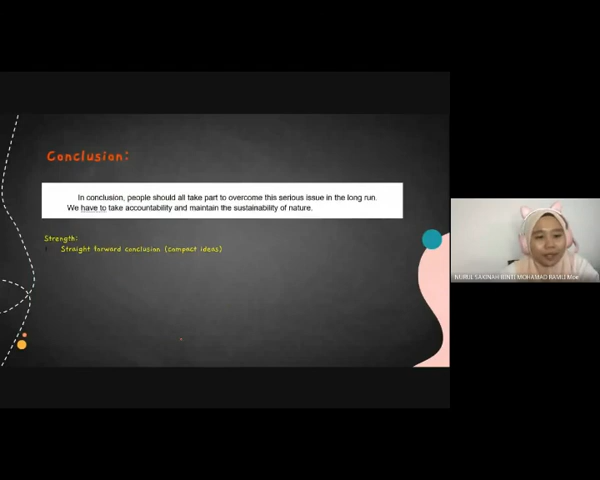 Conclusion:
In conclusion, people should all take part to overcome this serious issue in the long run.
We have to take accountability and maintain the sustainability of nature.
Strength:
Straight forward conclusion (compact ideas)
NURUL SAKINAH BINTI MOHAMAD RAMLI Moe